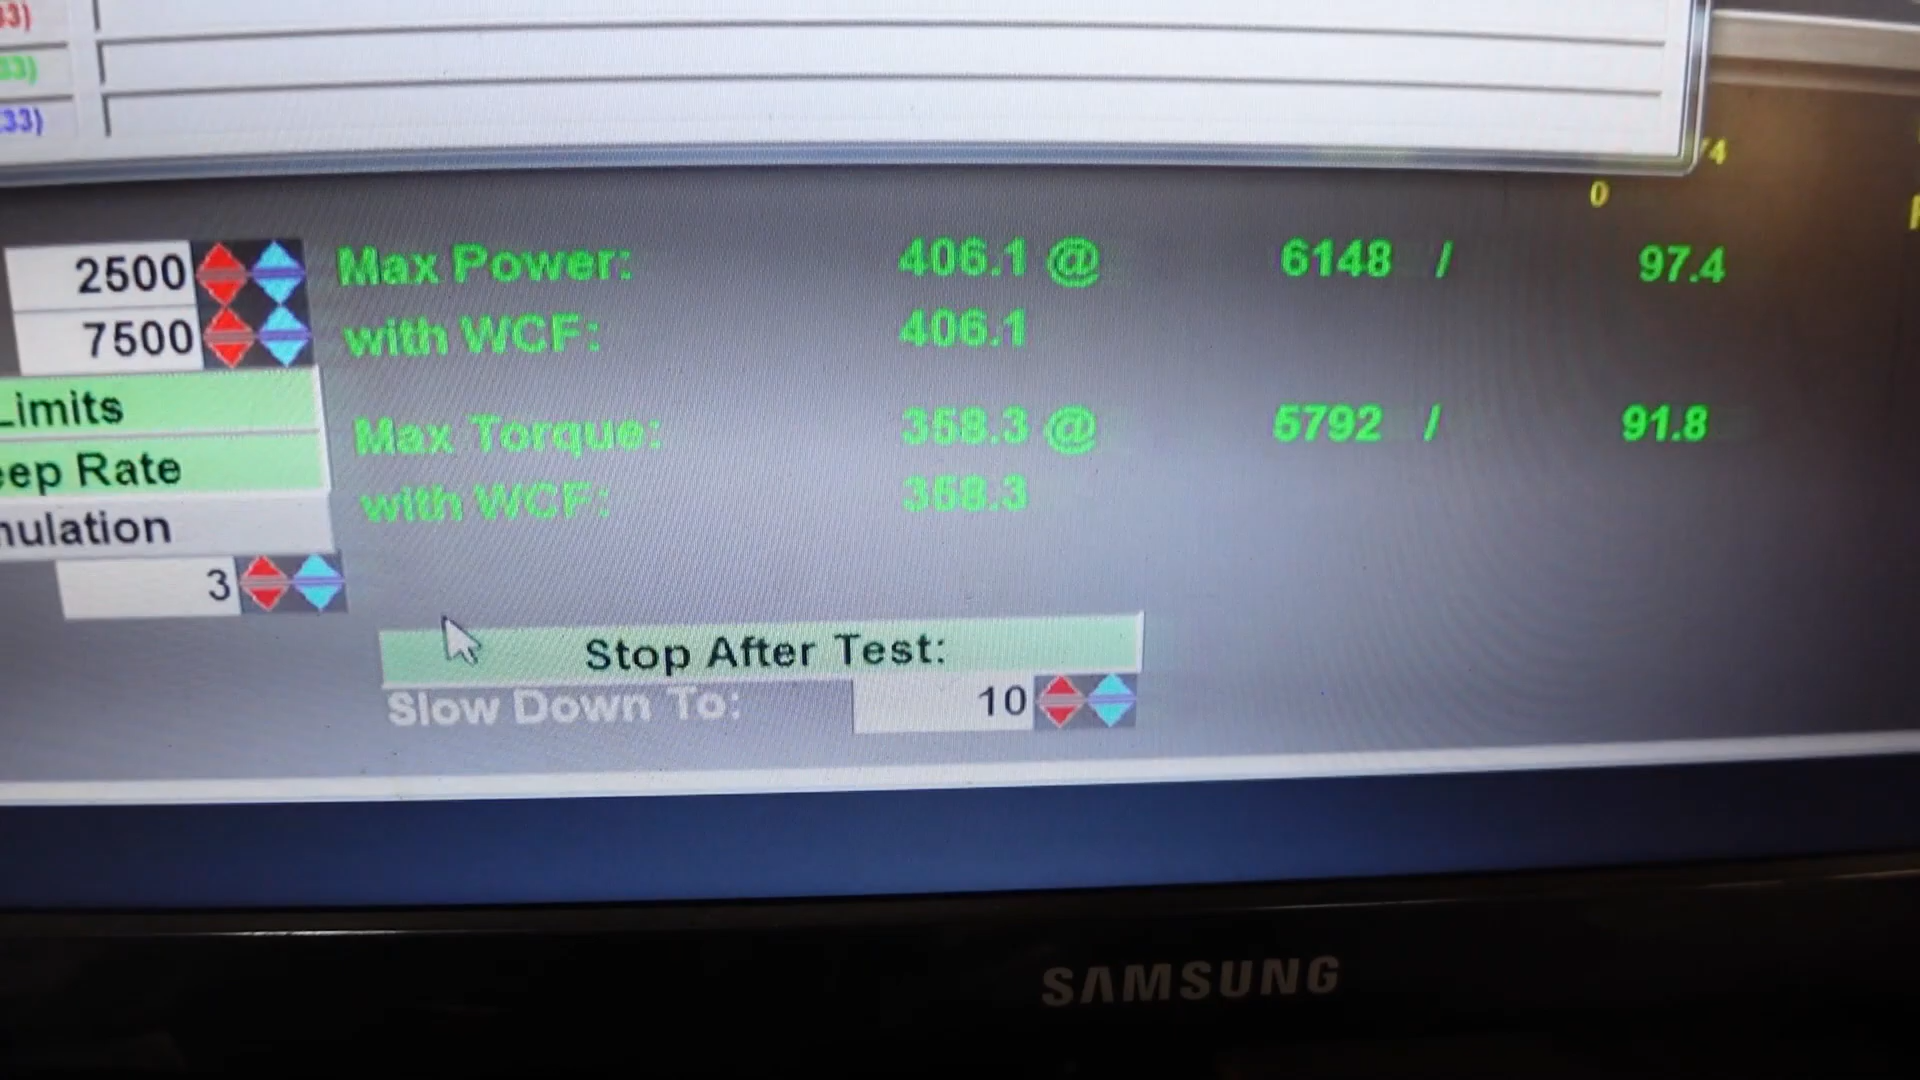 33)
33)
33)
74
0
2500 Max Power: 406.1 @ 6148 / 97.4
7500 with WCF: 406.1
Limits Max Torque: 358.3 @ 5792 / 91.8
eep Rate with WCF: 358.3
mulation
3
Stop After Test:
Slow Down To: 10
SAMSUNG